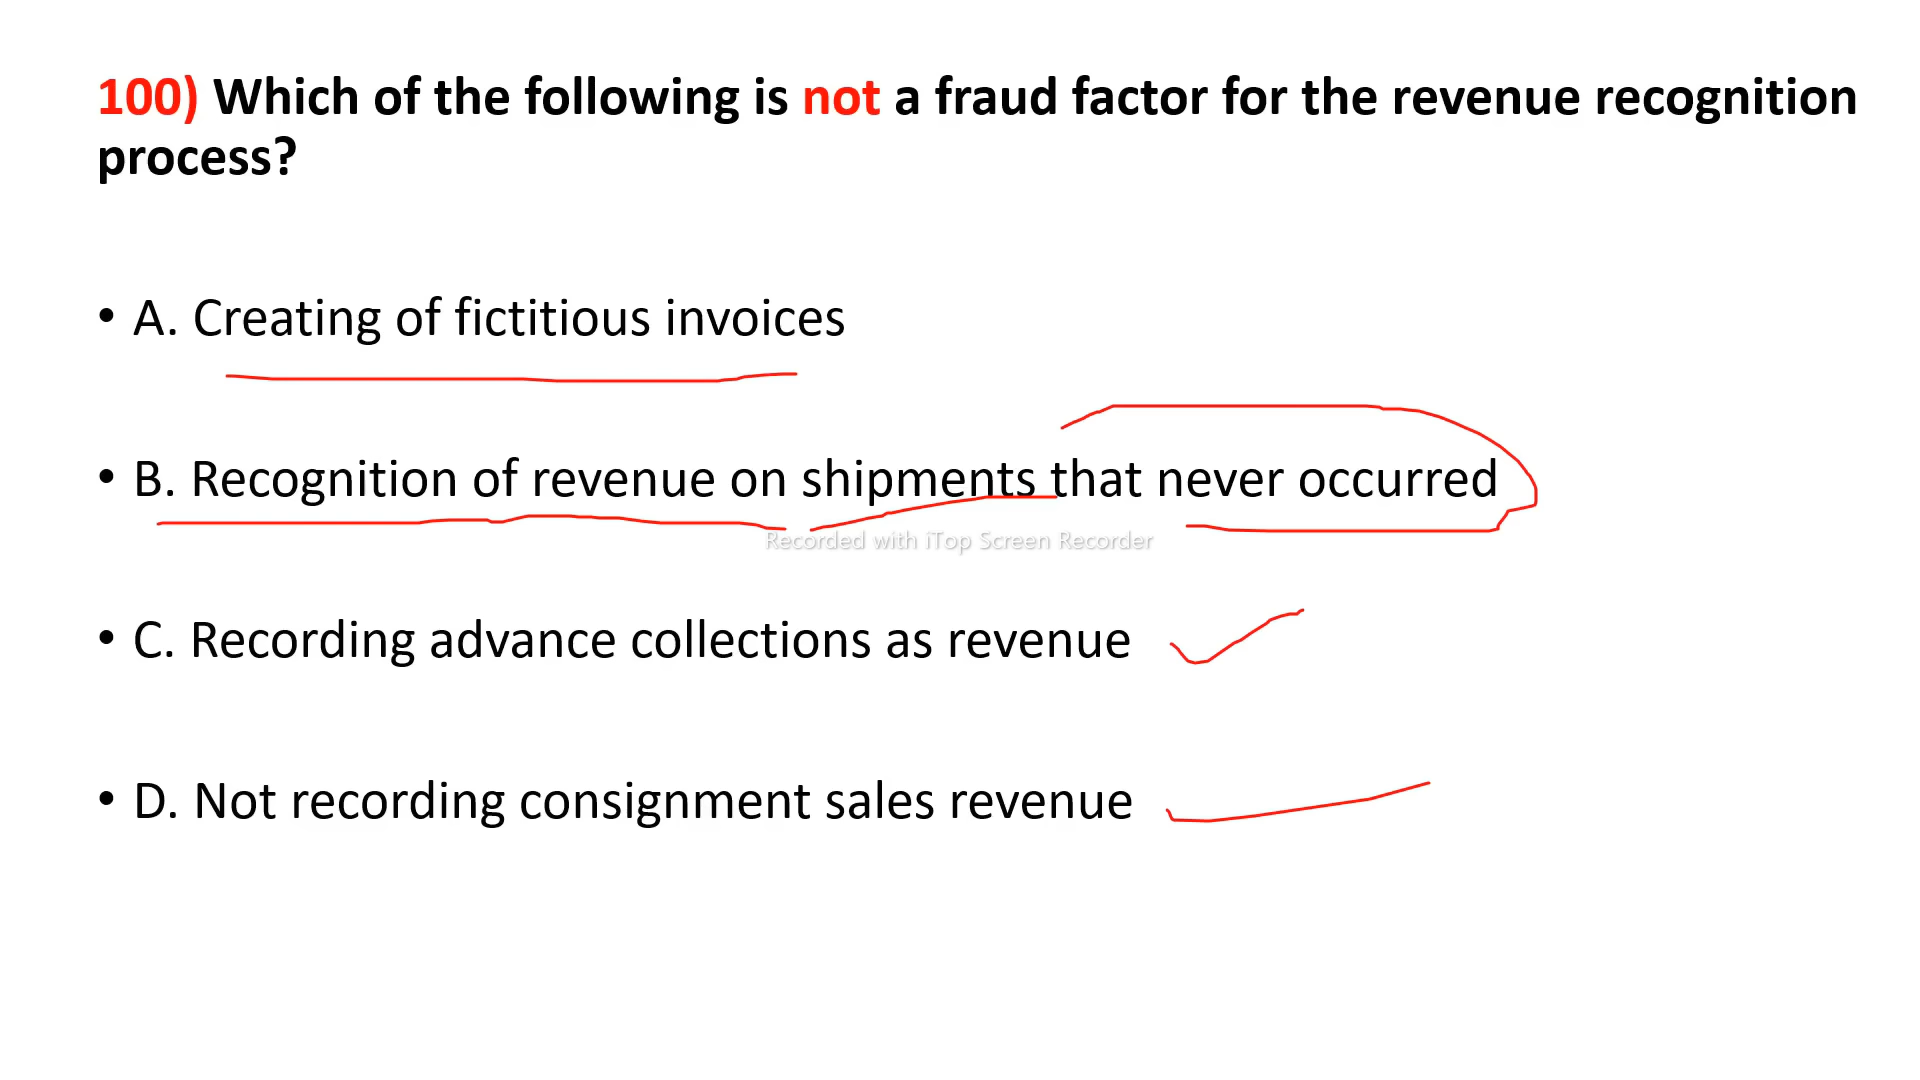 100) Which of the following is not a fraud factor for the revenue recognition
process?
• A. Creating of fictitious invoices
• B. Recognition of revenue on shipments that never occurred
Recorded with iTop Screen Recorder
• C. Recording advance collections as revenue
• D. Not recording consignment sales revenue